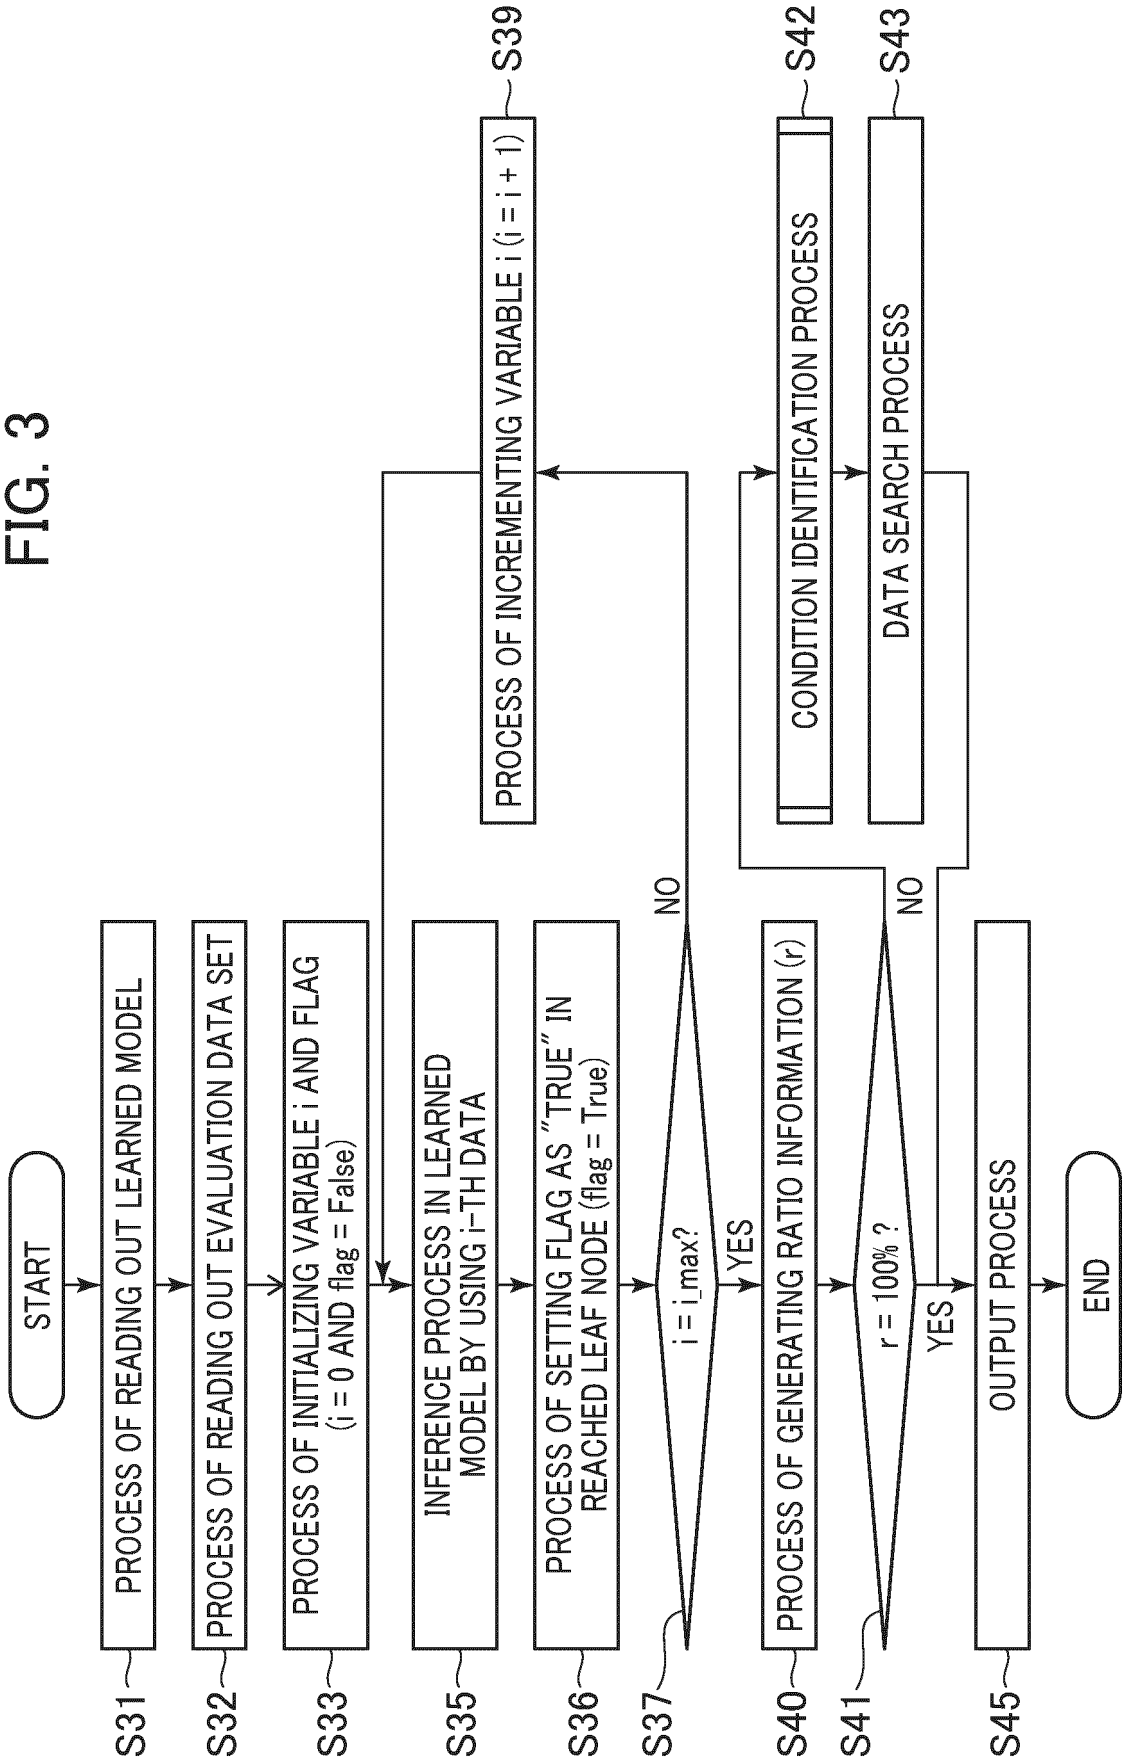 FIG. 3
START
S31
PROCESS OF READING OUT LEARNED MODEL
S32
PROCESS OF READING OUT EVALUATION DATA SET
S33
PROCESS OF INITIALIZING VARIABLE i AND FLAG
(i = 0 AND flag = False)
S35
INFERENCE PROCESS IN LEARNED
MODEL BY USING i-TH DATA
S36
PROCESS OF SETTING FLAG AS "TRUE" IN
REACHED LEAF NODE (flag = True)
S37
i = i_max?
NO
YES
PROCESS OF INCREMENTING VARIABLE i (i = i + 1)
S39
S40
PROCESS OF GENERATING RATIO INFORMATION (r)
S41
r = 100% ?
NO
YES
CONDITION IDENTIFICATION PROCESS
S42
DATA SEARCH PROCESS
S43
S45
OUTPUT PROCESS
END